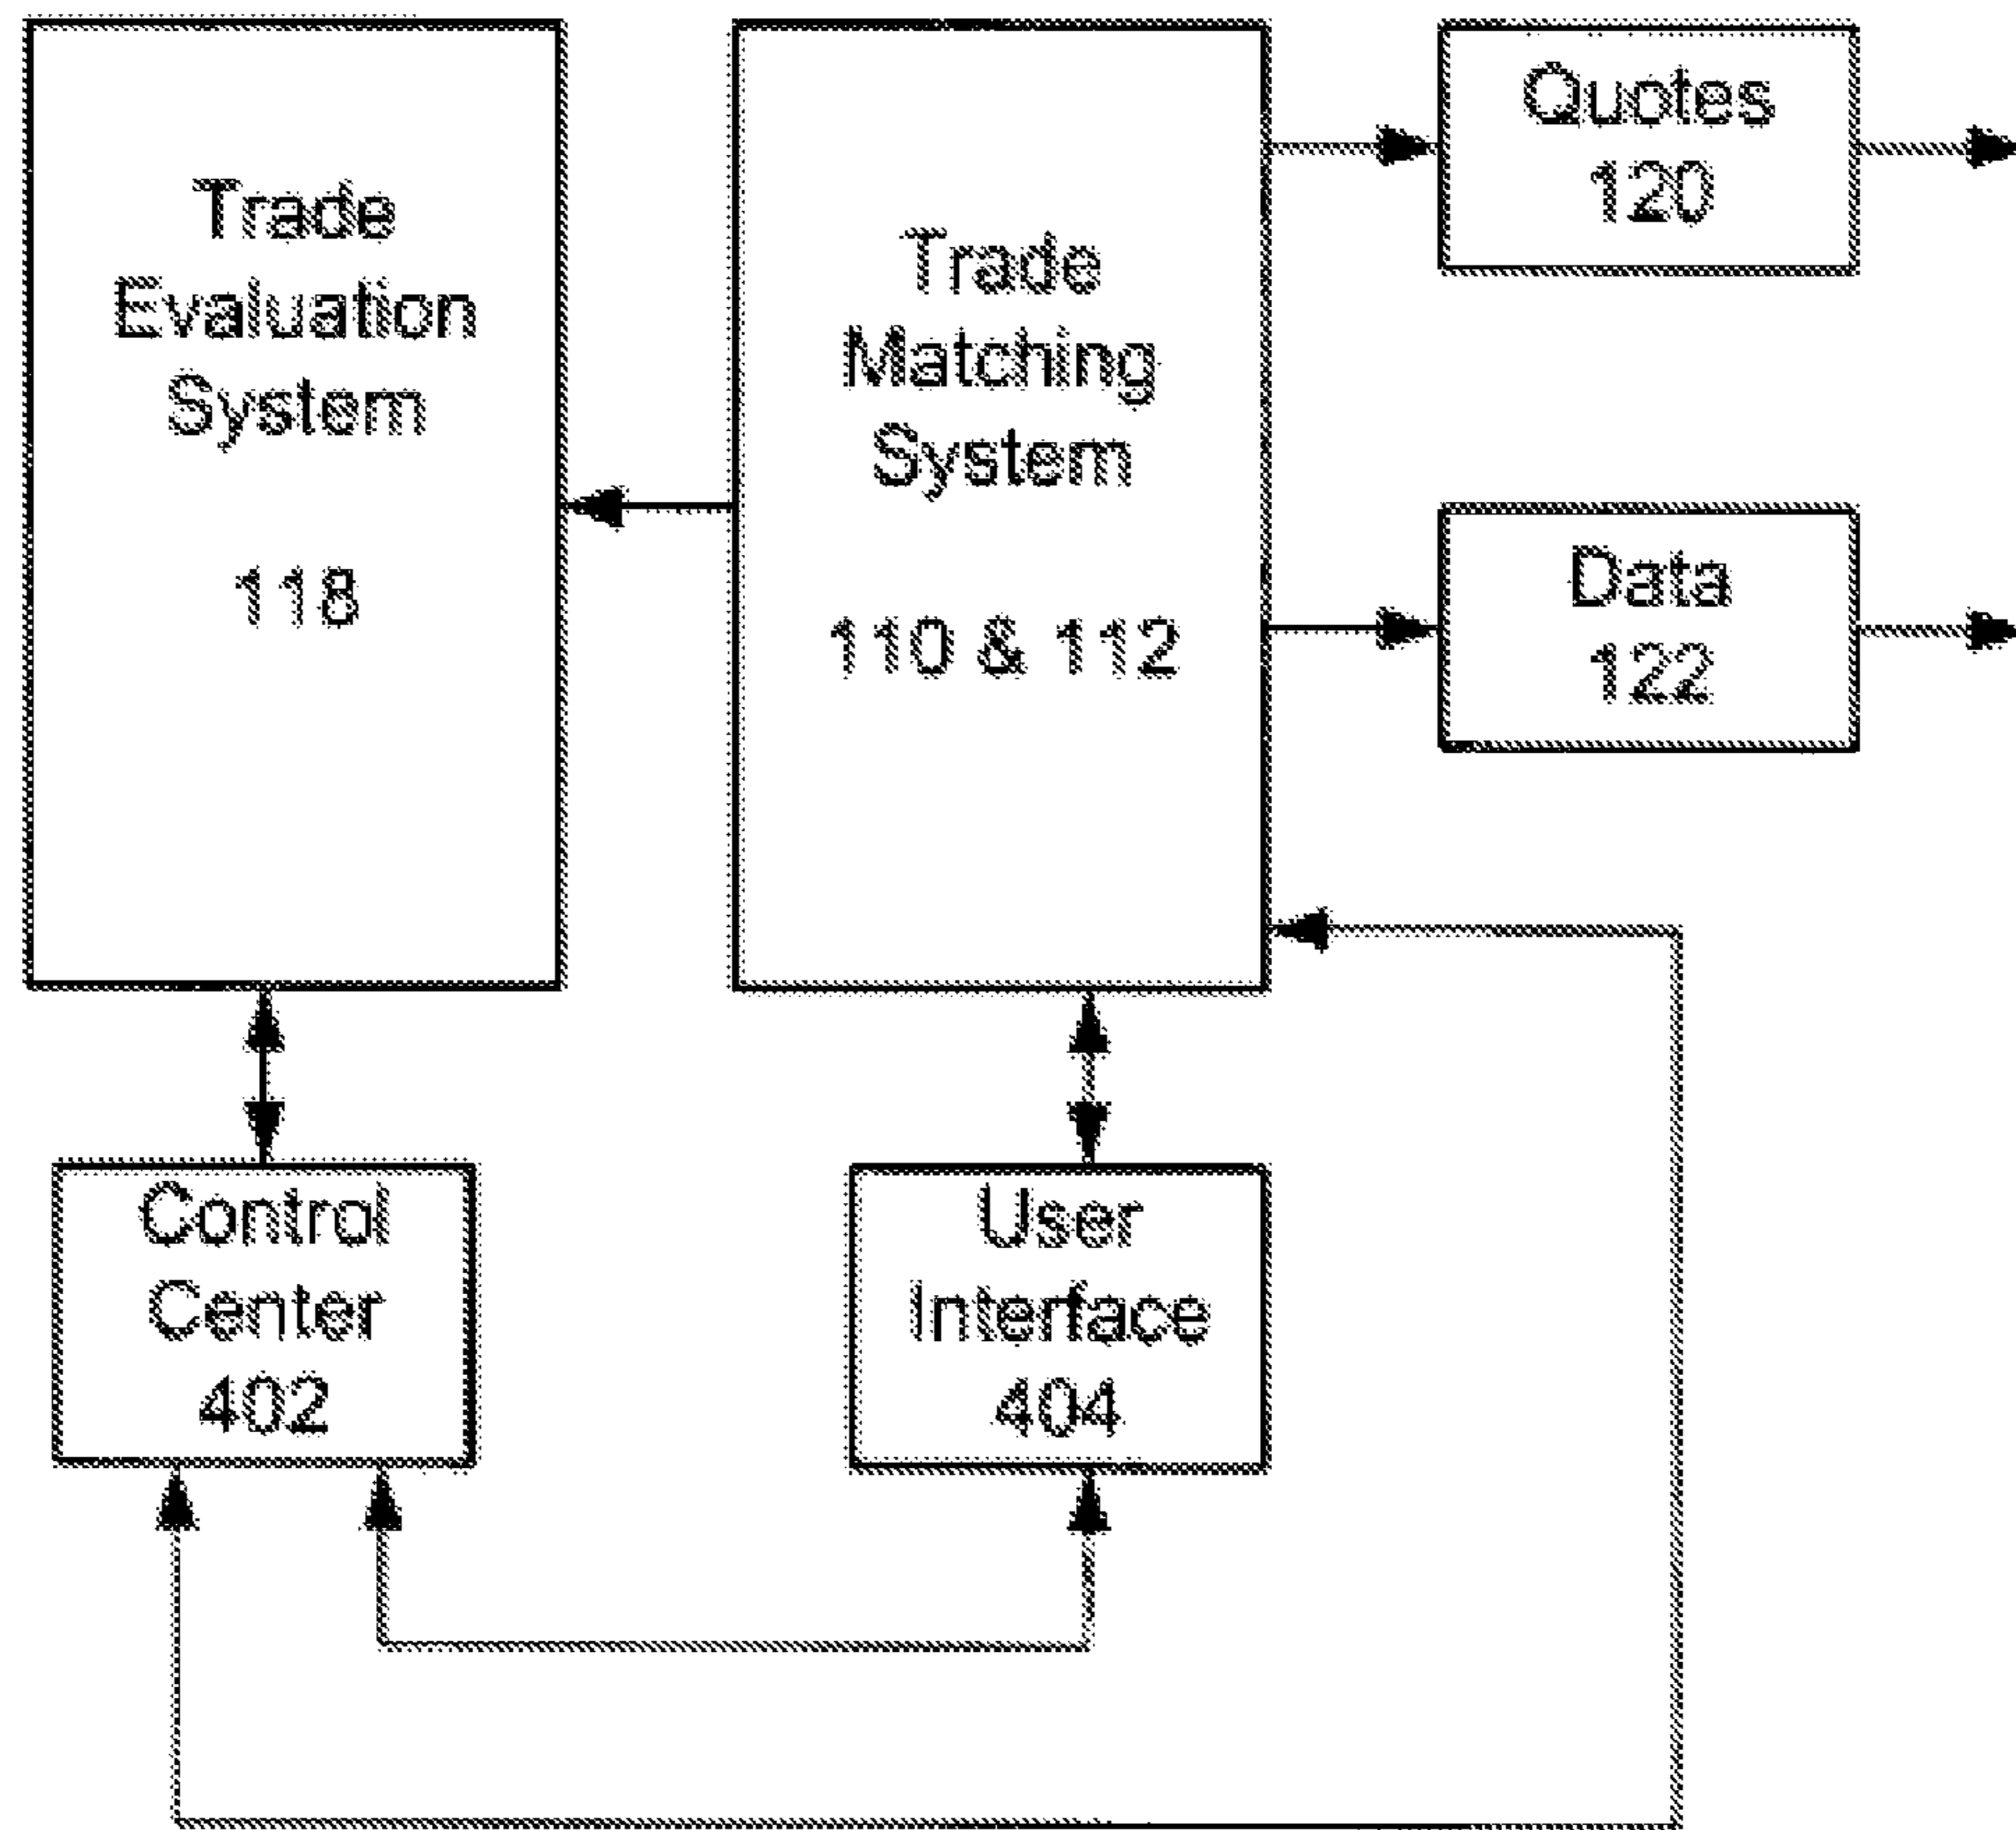 Trade
Evaluation
System
118
Trade
Matching
System
110 & 112
Quotes
120
Data
122
Control
Center
402
User
Interface
404